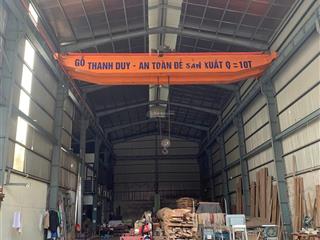 GỖ THANH DUY - AN TOÀN ĐỂ SẢN XUẤT Q = 10T